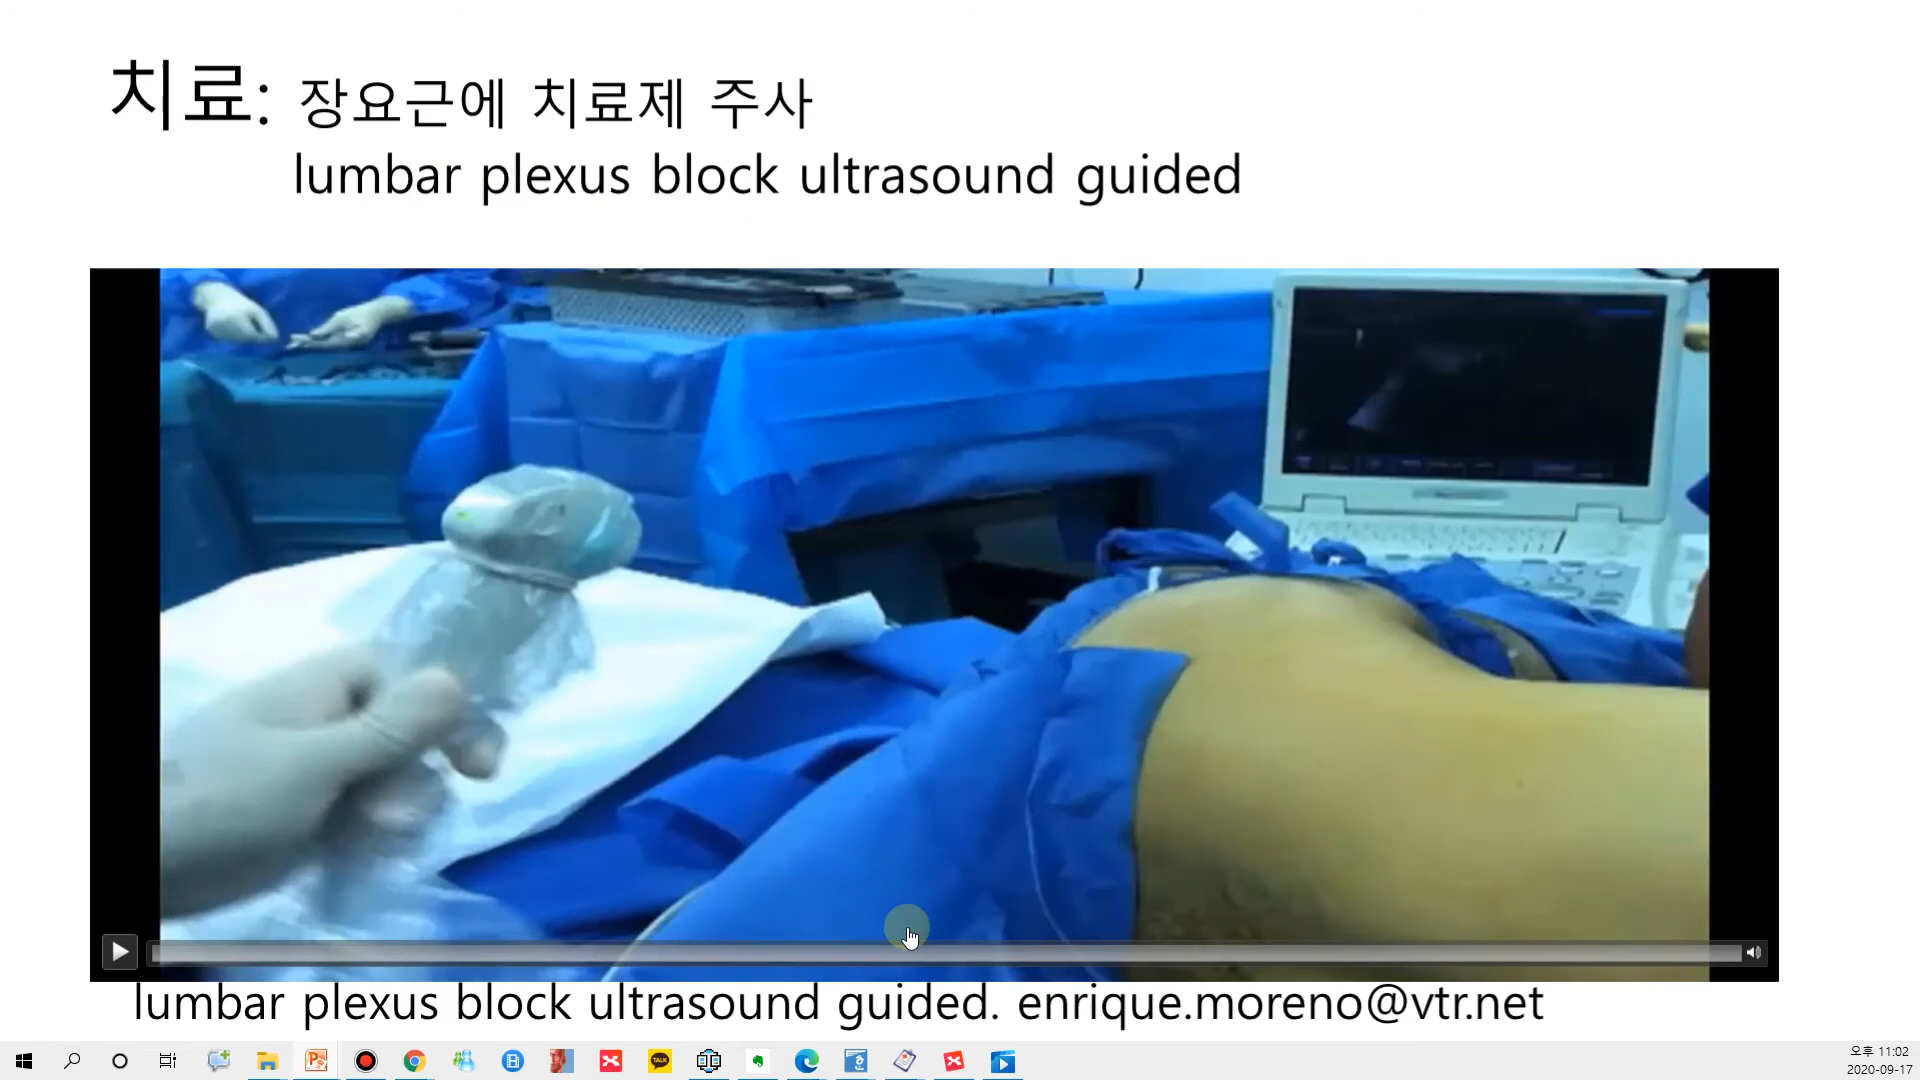 치료: 장요근에 치료제 주사
lumbar plexus block ultrasound guided
lumbar plexus block ultrasound guided. enrique.moreno@vtr.net
TALK
오후 11:02
2020-09-17